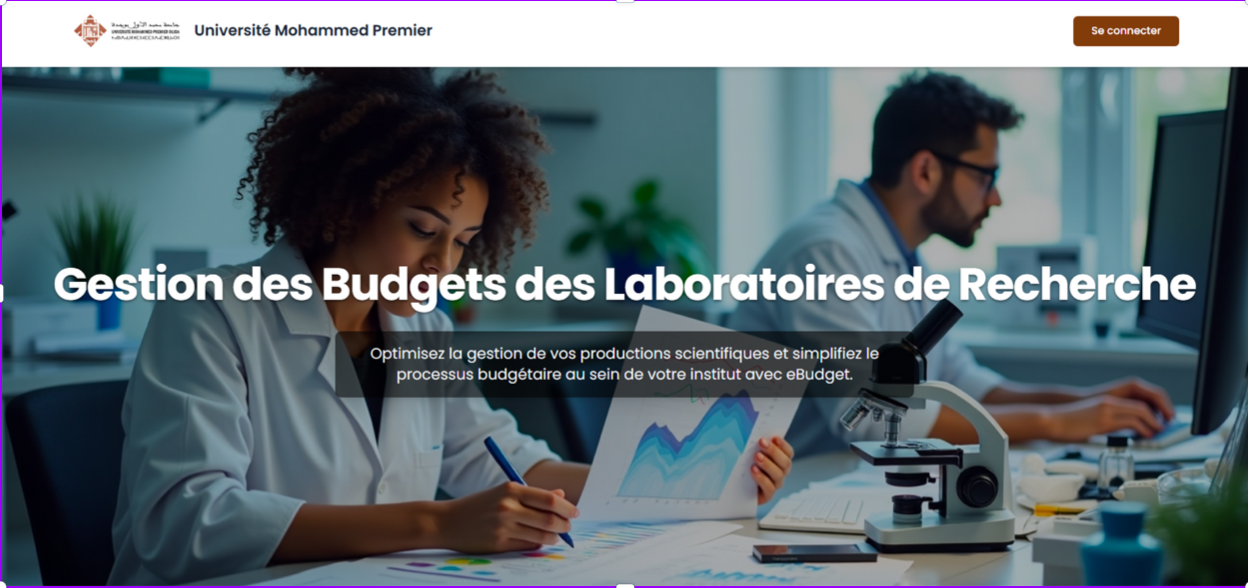 Université Mohammed Premier
Se connecter
Gestion des Budgets des Laboratoires de Recherche
Optimisez la gestion de vos productions scientifiques et simplifiez le
processus budgétaire au sein de votre institut avec eBudget.